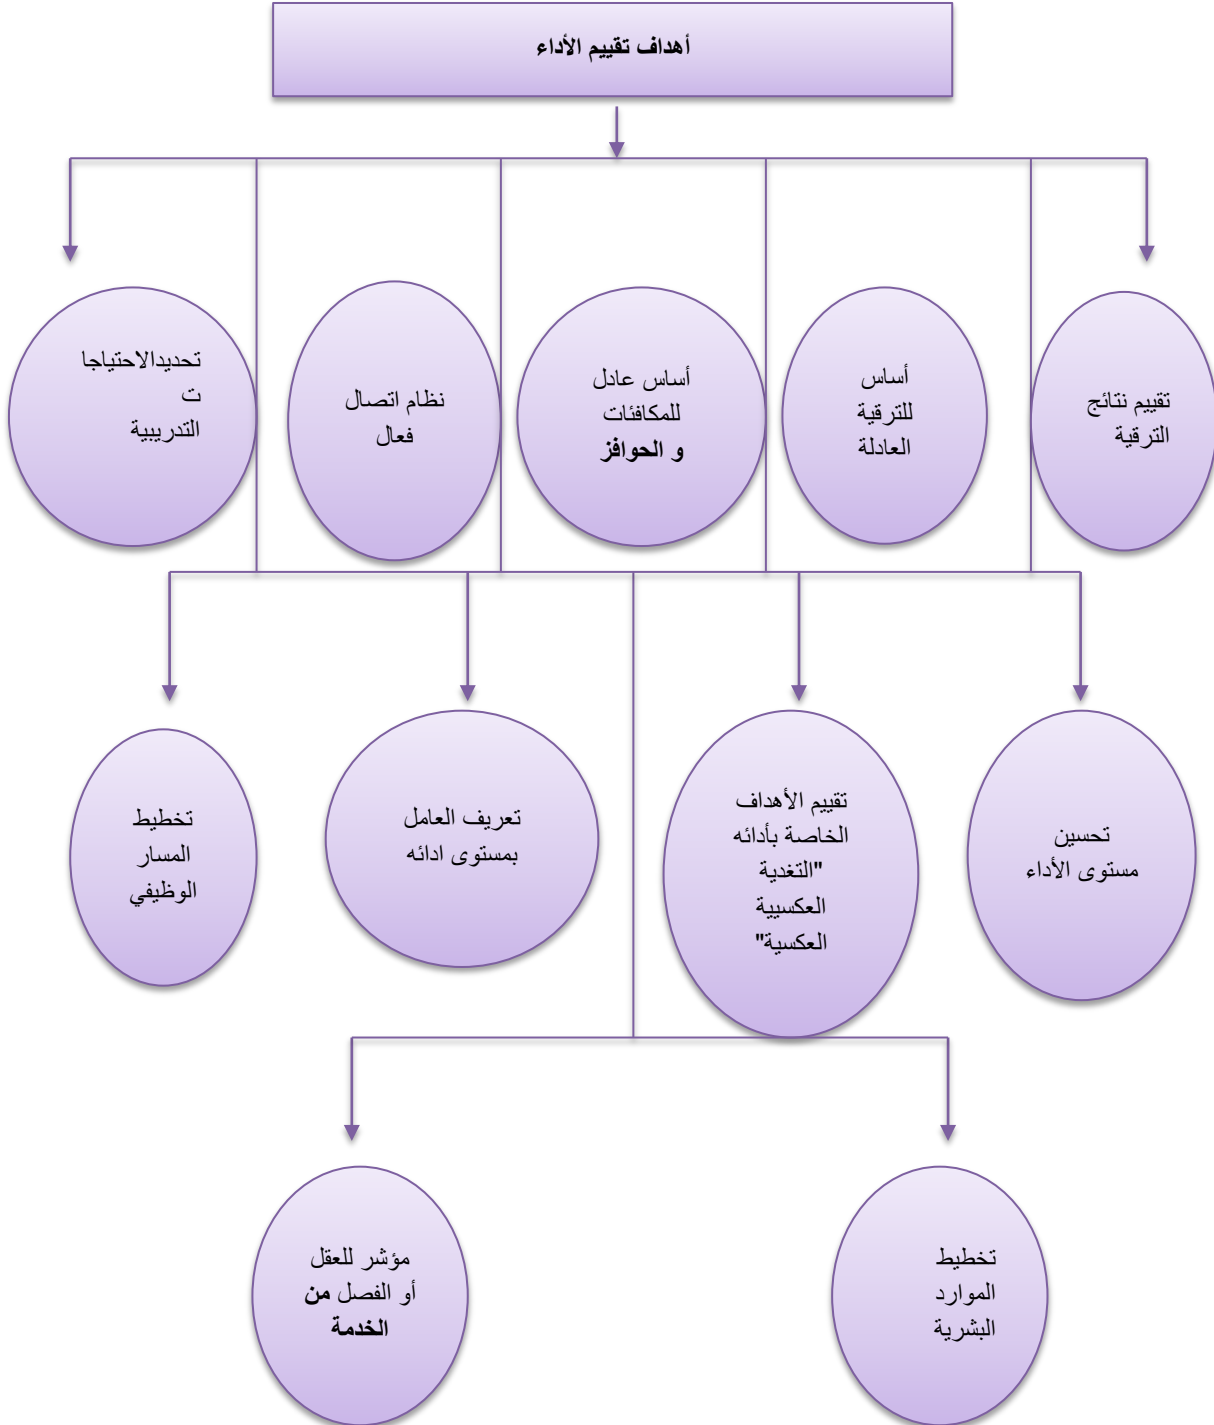 أهداف تقييم الأداء
تقييم نتائج
الترقية
أساس
للترقية
العادلة
أساس عادل
للمكافئات
و الحوافز
نظام اتصال
فعال
تحديدالاحتياجا
ت
التدريبية
تحسين
مستوى الأداء
تقييم الأهداف
الخاصة بأدائه
"التغدية
العكسيية
العكسية"
تعريف العامل
بمستوى ادائه
تخطيط
المسار
الوظيفي
تخطيط
الموارد
البشرية
مؤشر للعقل
أو الفصل من
الخدمة